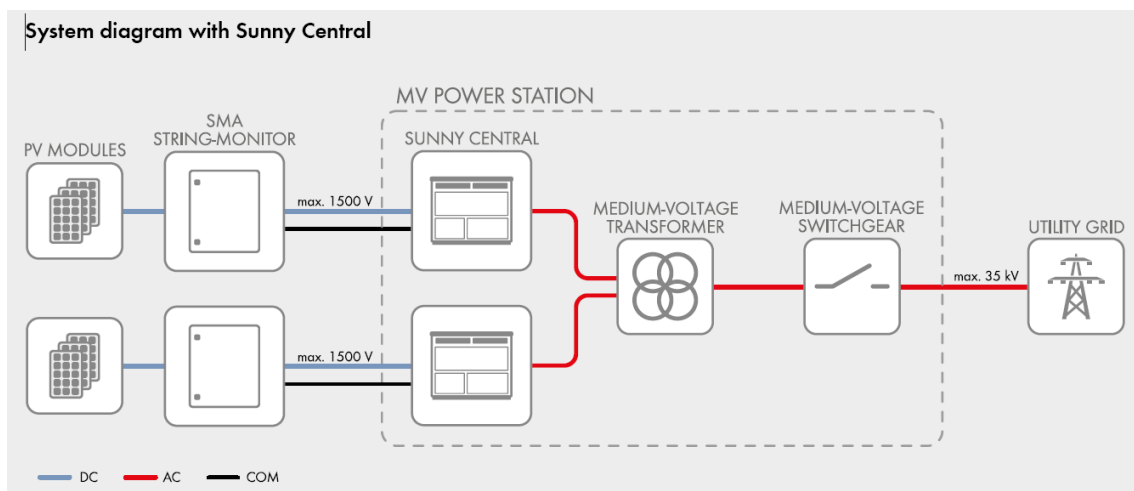 System diagram with Sunny Central
MV POWER STATION
SMA
STRING-MONITOR
PV MODULES
SUNNY CENTRAL
max. 1500 V
MEDIUM-VOLTAGE
TRANSFORMER
MEDIUM-VOLTAGE
SWITCHGEAR
UTILITY GRID
max. 35 kV
max. 1500 V
DC
AC
COM